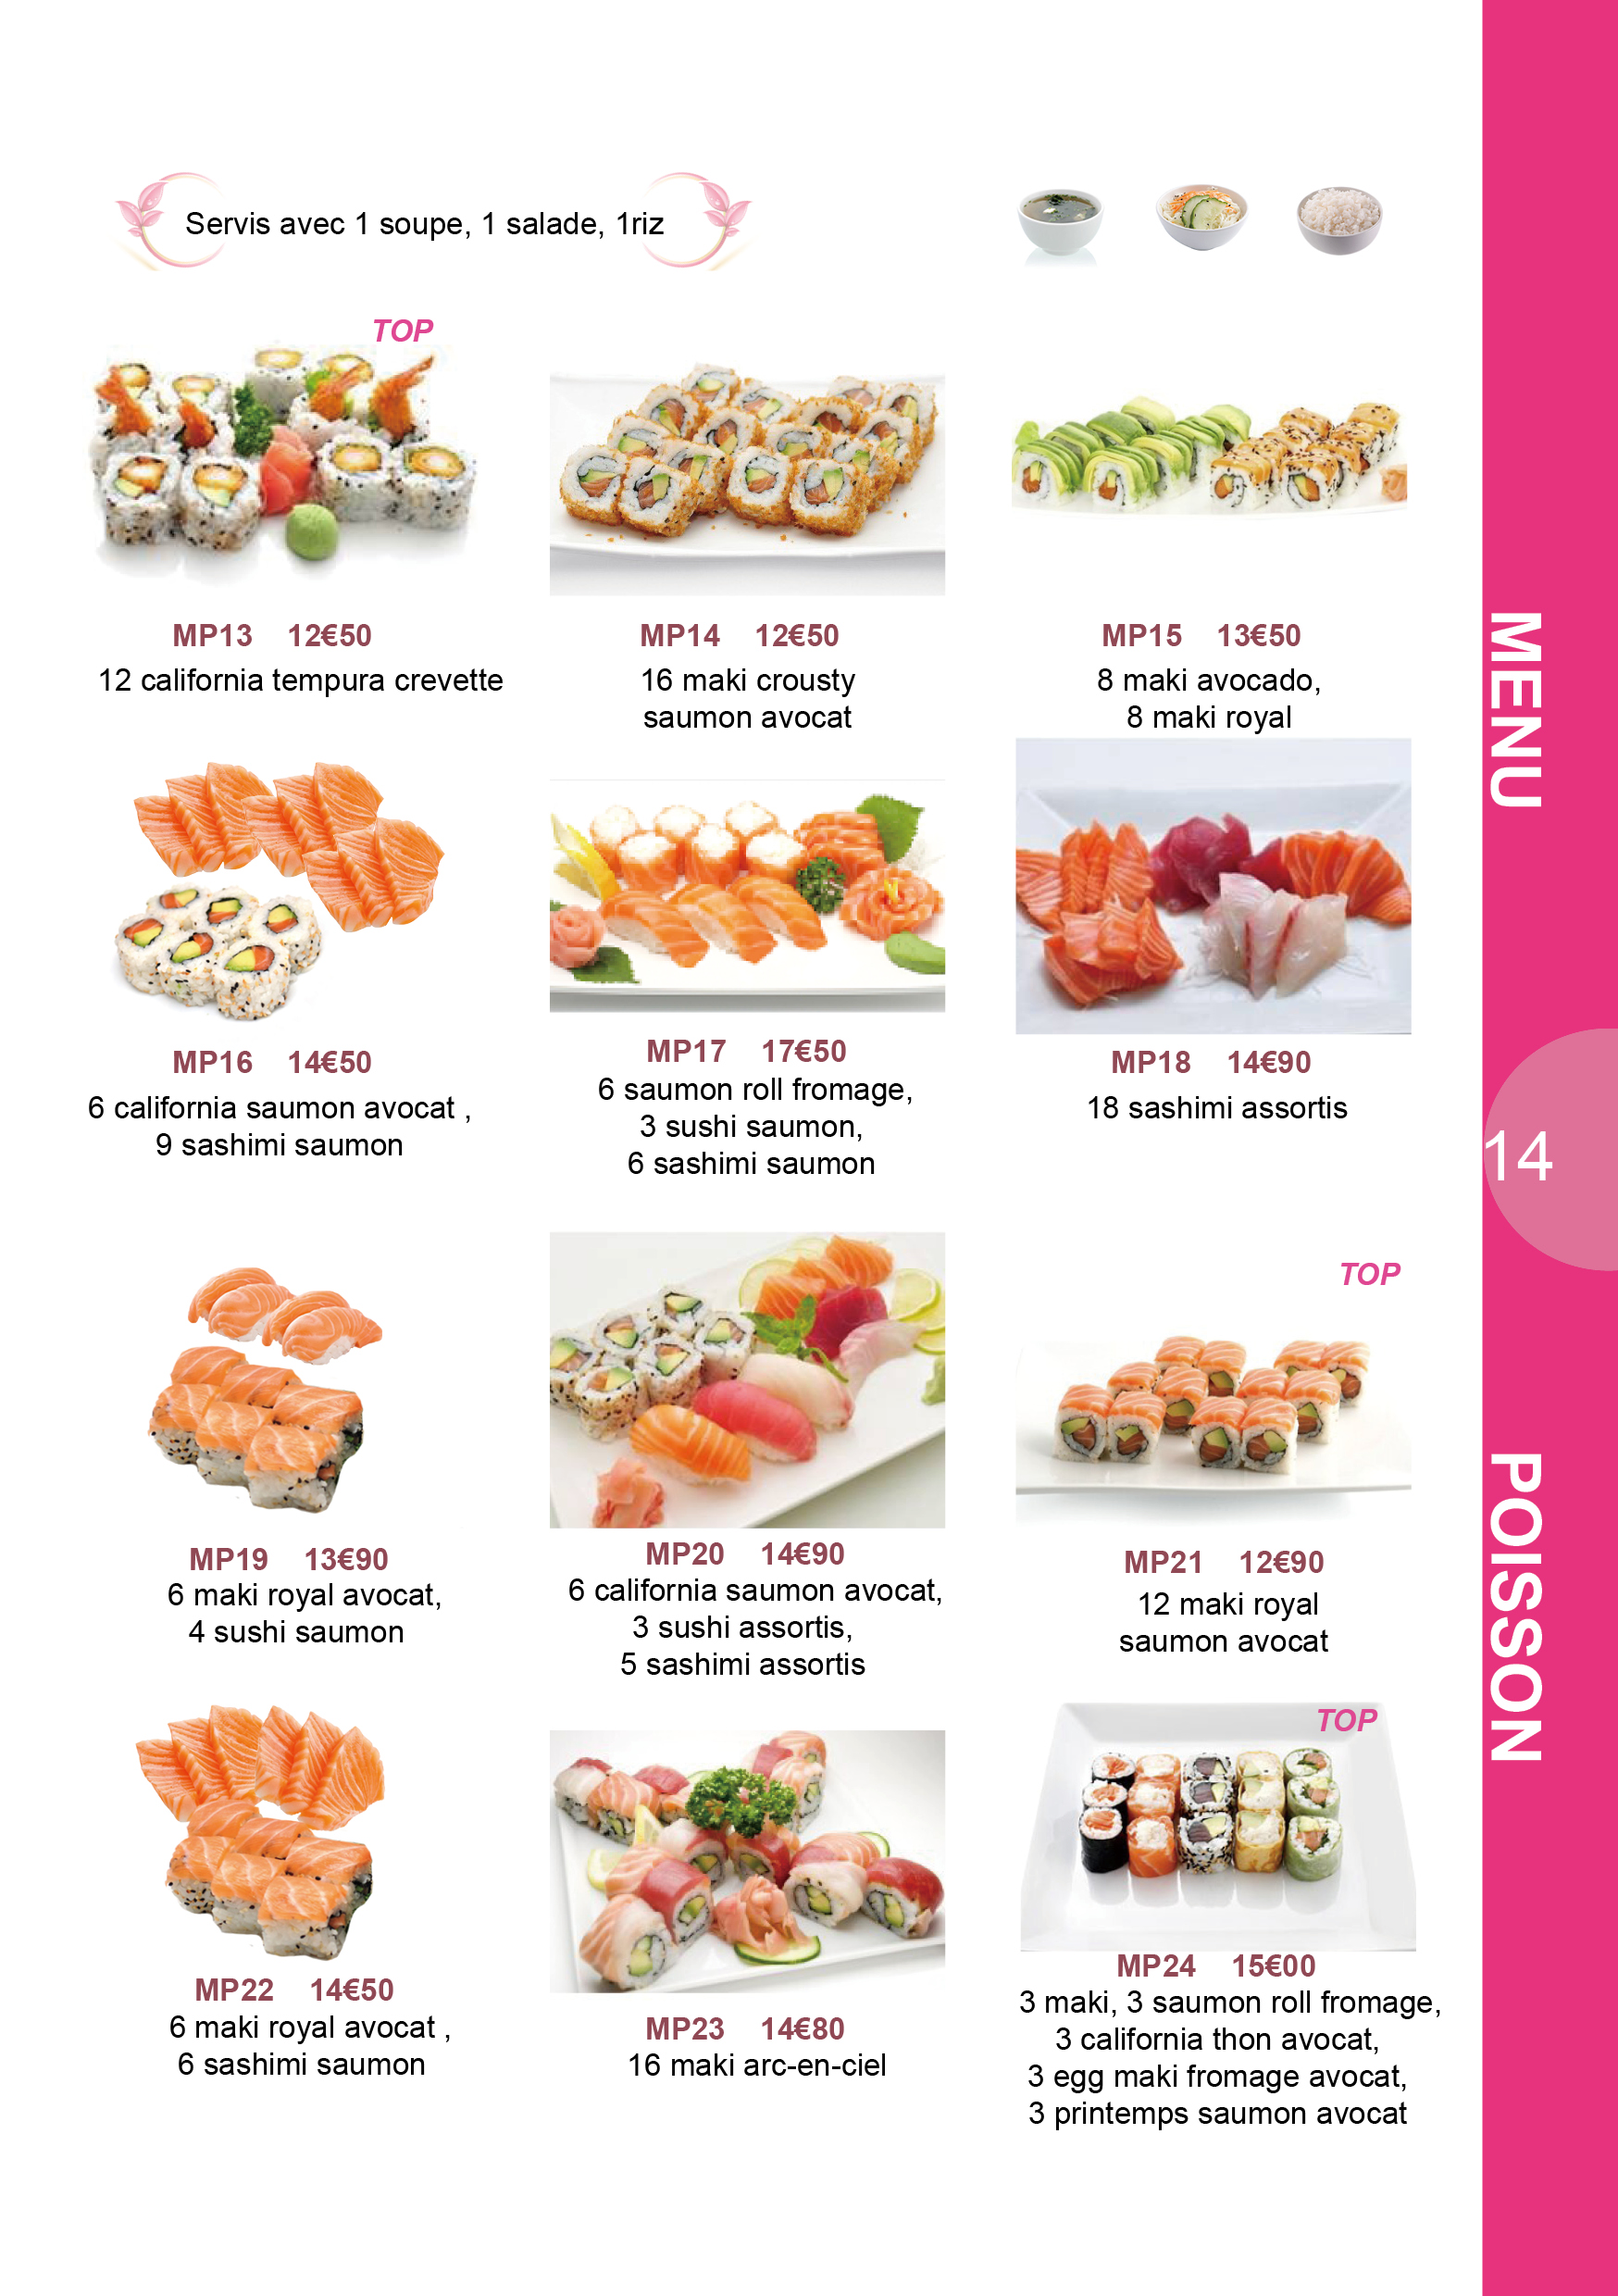 Servis avec 1 soupe, 1 salade, 1riz
TOP
MP13 12€50
12 california tempura crevette
MP14 12€50
16 maki crousty
saumon avocat
MP15 13€50
8 maki avocado,
8 maki royal
MP16 14€50
6 california saumon avocat ,
9 sashimi saumon
MP17 17€50
6 saumon roll fromage,
3 sushi saumon,
6 sashimi saumon
MP18 14€90
18 sashimi assortis
MP19 13€90
6 maki royal avocat,
4 sushi saumon
MP20 14€90
6 california saumon avocat,
3 sushi assortis,
5 sashimi assortis
TOP
MP21 12€90
12 maki royal
saumon avocat
MP22 14€50
6 maki royal avocat ,
6 sashimi saumon
MP23 14€80
16 maki arc-en-ciel
TOP
MP24 15€00
3 maki, 3 saumon roll fromage,
3 california thon avocat,
3 egg maki fromage avocat,
3 printemps saumon avocat
MENU
14
POISSON